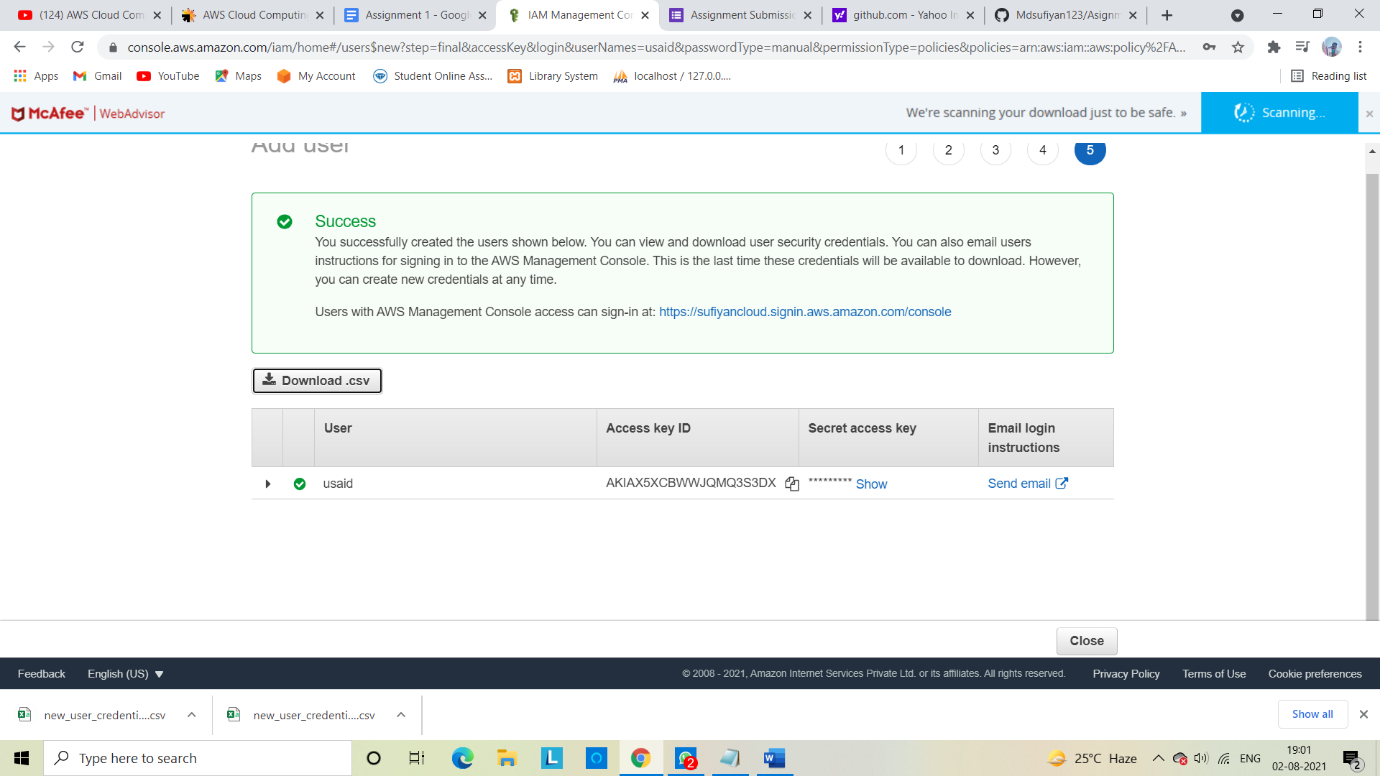 (124) AWS Cloud Com
AWS Cloud Computin
Assignment 1 - Googl
IAM Management Co
Assignment Submissio
github.com - Yahoo In
Mdsufiyan123/Asignm
console.aws.amazon.com/iam/home#/users$new?step=final&accessKey&login&userNames=usaid&passwordType=manual&permissionType=policies&policies=arn:aws:iam::aws:policy%2FA...
Apps
Gmail
YouTube
Maps
My Account
Student Online Ass...
Library System
localhost / 127.0.0....
Reading list
McAfee™ | WebAdvisor
We're scanning your download just to be safe. »
Scanning...
Add user
1 2 3 4 5
Success
You successfully created the users shown below. You can view and download user security credentials. You can also email users
instructions for signing in to the AWS Management Console. This is the last time these credentials will be available to download. However,
you can create new credentials at any time.
Users with AWS Management Console access can sign-in at: https://sufiyancloud.signin.aws.amazon.com/console
Download .csv
User
Access key ID
Secret access key
Email login
instructions
usaid
AKIAX5XCBWWJQMQ3S3DX
********* Show
Send email
Close
Feedback
English (US)
© 2008 - 2021, Amazon Internet Services Private Ltd. or its affiliates. All rights reserved.
Privacy Policy
Terms of Use
Cookie preferences
new_user_credenti....csv
new_user_credenti....csv
Show all
Type here to search
L
2
25°C Haze
ENG
19:01
02-08-2021
2